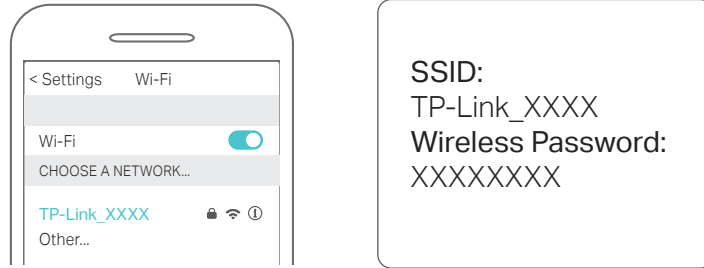 < Settings Wi-Fi
Wi-Fi
CHOOSE A NETWORK...
TP-Link_XXXX
Other...
SSID:
TP-Link_XXXX
Wireless Password:
XXXXXXXX